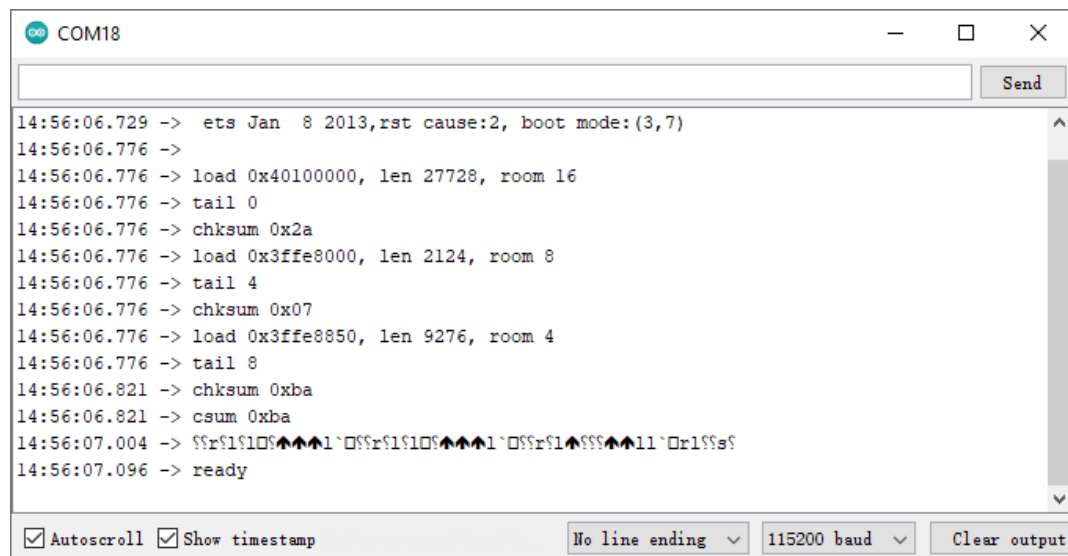 COM18
Send
14:56:06.729 ->  ets Jan  8 2013,rst cause:2, boot mode:(3,7)
14:56:06.776 ->
14:56:06.776 -> load 0x40100000, len 27728, room 16
14:56:06.776 -> tail 0
14:56:06.776 -> chksum 0x2a
14:56:06.776 -> load 0x3ffe8000, len 2124, room 8
14:56:06.776 -> tail 4
14:56:06.776 -> chksum 0x07
14:56:06.776 -> load 0x3ffe8850, len 9276, room 4
14:56:06.776 -> tail 8
14:56:06.821 -> chksum 0xba
14:56:06.821 -> csum 0xba
14:56:07.004 ->
14:56:07.096 -> ready
Autoscroll Show timestamp No line ending 115200 baud Clear output